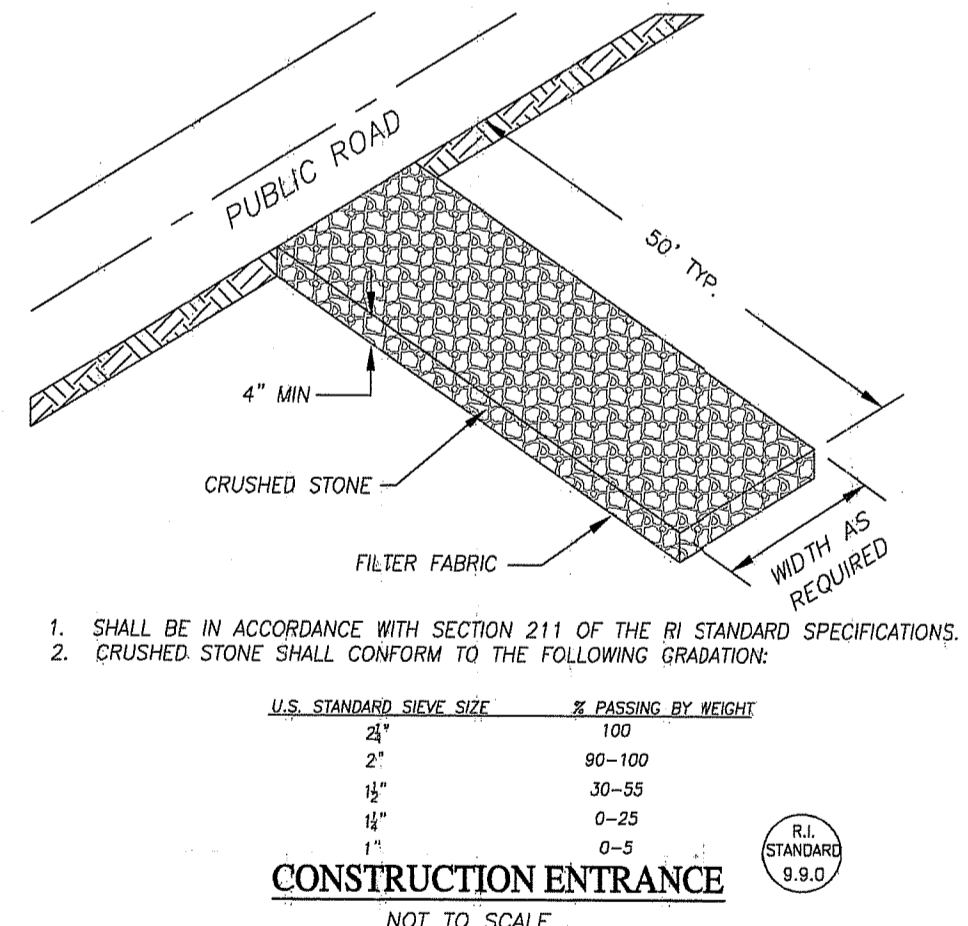 PUBLIC ROAD
50' TYP.
4" MIN
CRUSHED STONE
FILTER FABRIC
WIDTH AS
REQUIRED
1. SHALL BE IN ACCORDANCE WITH SECTION 211 OF THE RI STANDARD SPECIFICATIONS.
2. CRUSHED STONE SHALL CONFORM TO THE FOLLOWING GRADATION:
U.S. STANDARD SIEVE SIZE % PASSING BY WEIGHT
2¼" 100
2" 90-100
1½" 30-55
1¼" 0-25
1" 0-5
R.I.
STANDARD
9.9.0
CONSTRUCTION ENTRANCE
NOT TO SCALE